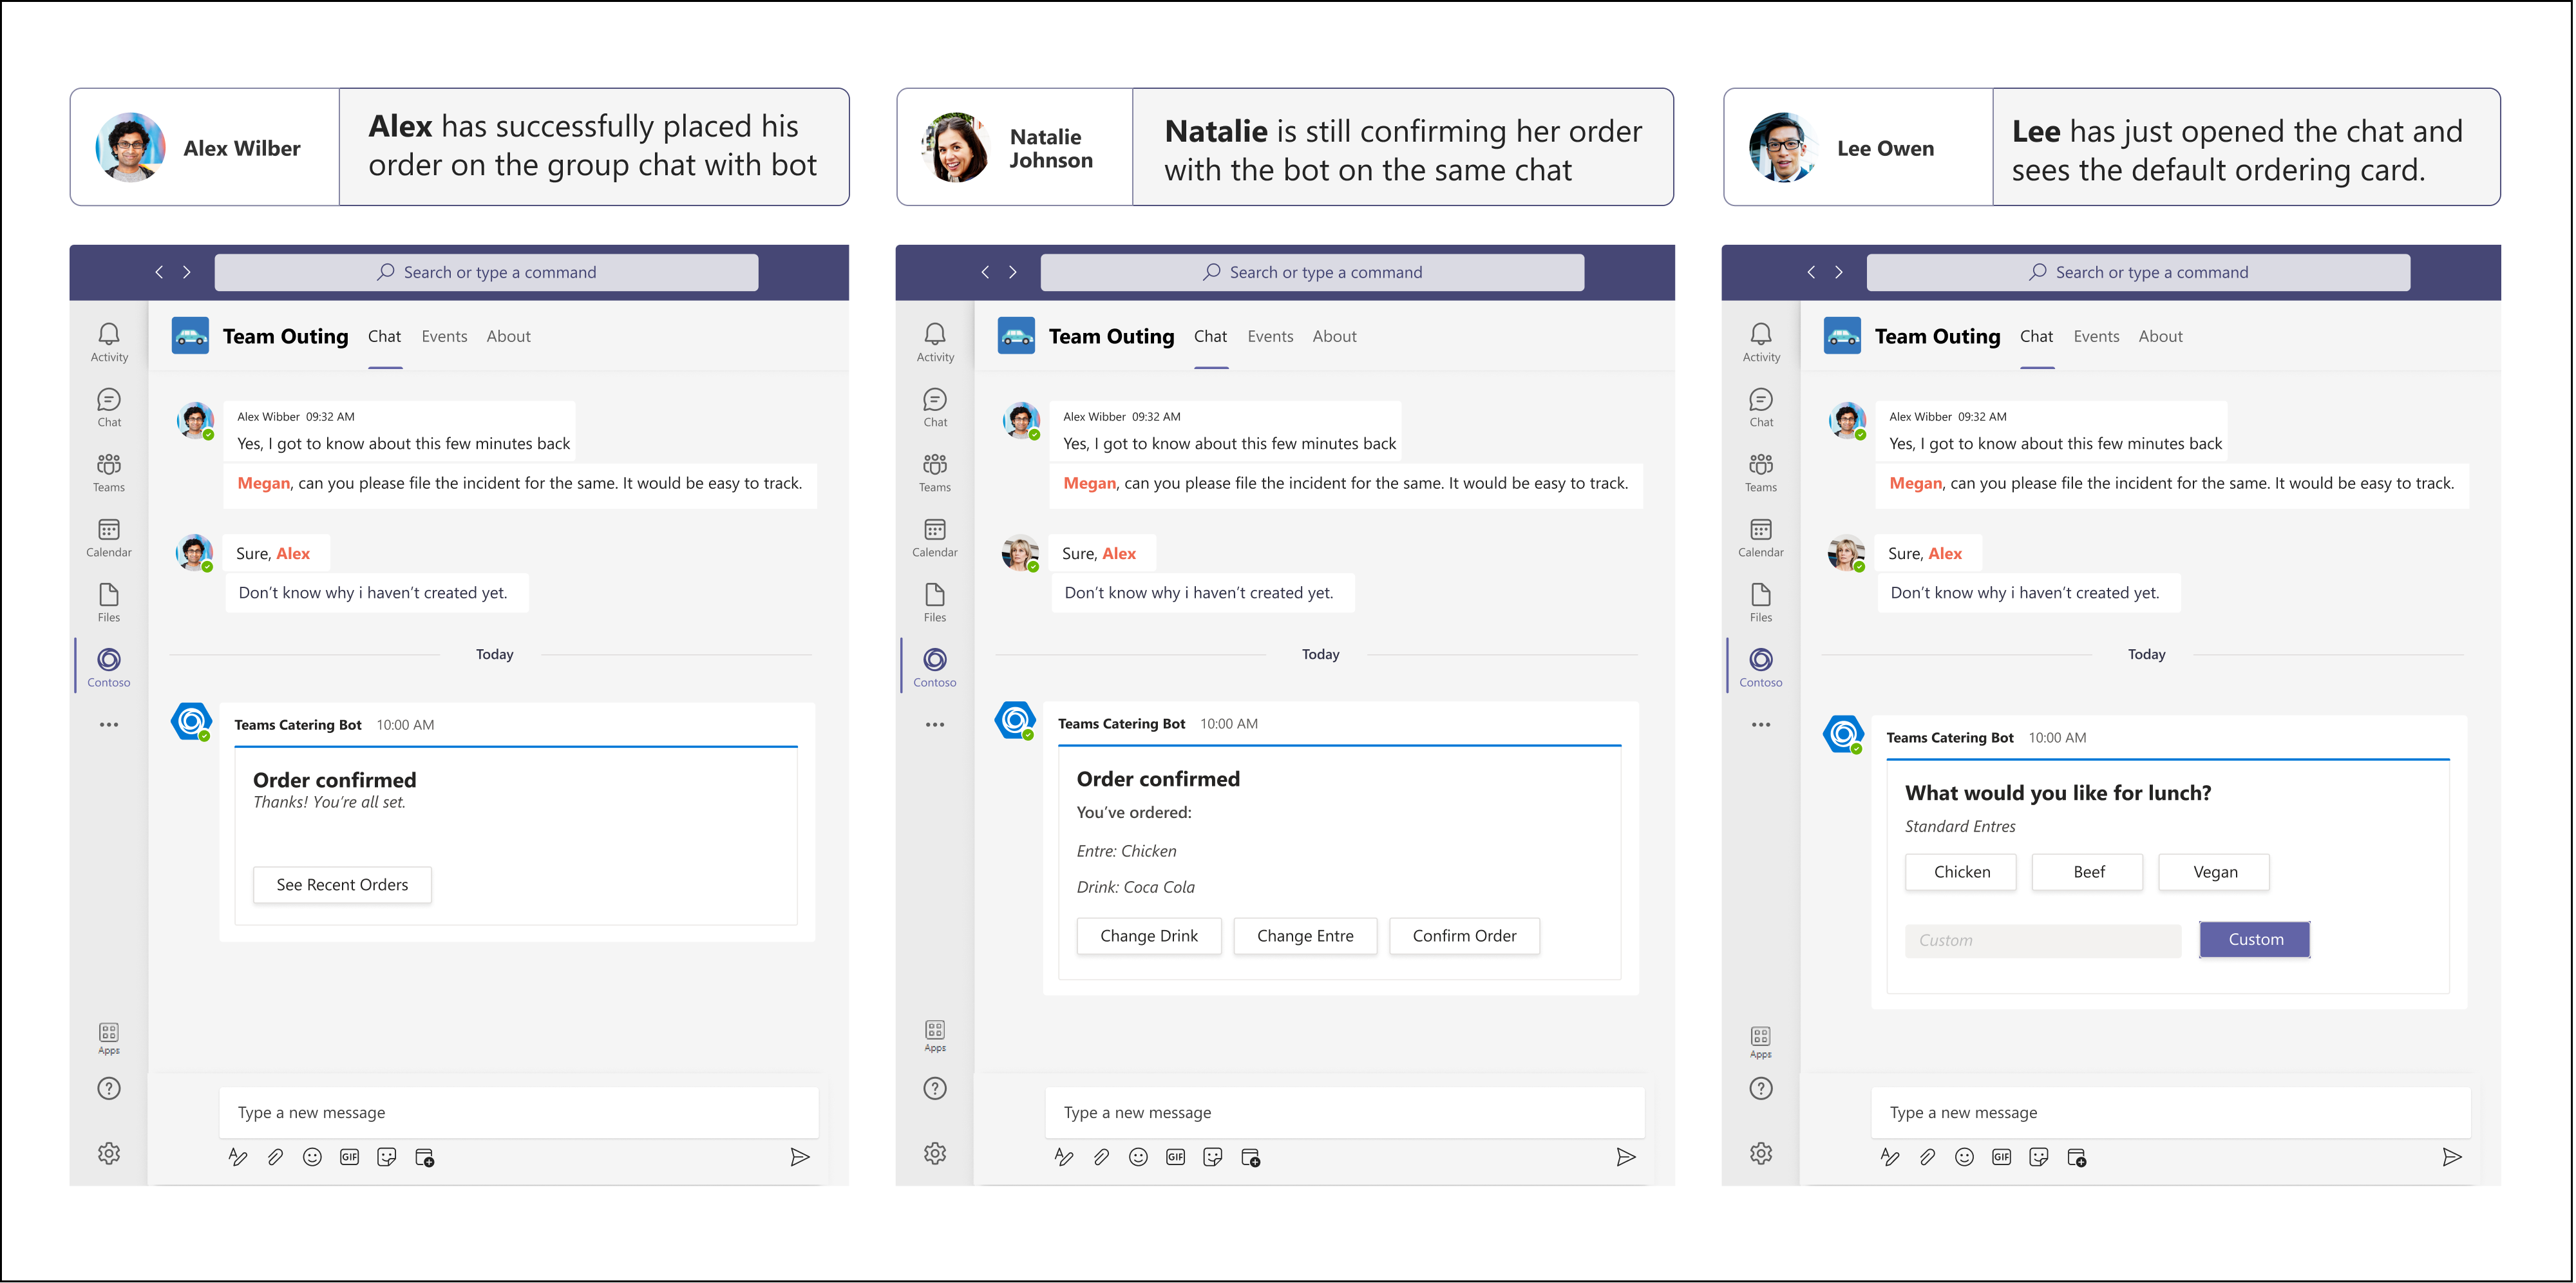 Alex Wilber
Alex has successfully placed his
order on the group chat with bot
Search or type a command
Team Outing Chat Events About
Activity
Chat
Teams
Calendar
Files
Contoso
Apps
Alex Wibber 09:32 AM
Yes, I got to know about this few minutes back
Megan, can you please file the incident for the same. It would be easy to track.
Sure, Alex
Don’t know why i haven’t created yet.
Today
Teams Catering Bot 10:00 AM
Order confirmed
Thanks! You’re all set.
See Recent Orders
Type a new message
GIF
Natalie
Johnson
Natalie is still confirming her order
with the bot on the same chat
Search or type a command
Team Outing Chat Events About
Activity
Chat
Teams
Calendar
Files
Contoso
Apps
Alex Wibber 09:32 AM
Yes, I got to know about this few minutes back
Megan, can you please file the incident for the same. It would be easy to track.
Sure, Alex
Don’t know why i haven’t created yet.
Today
Teams Catering Bot 10:00 AM
Order confirmed
You’ve ordered:
Entre: Chicken
Drink: Coca Cola
Change Drink Change Entre Confirm Order
Type a new message
GIF
Lee Owen
Lee has just opened the chat and
sees the default ordering card.
Search or type a command
Team Outing Chat Events About
Activity
Chat
Teams
Calendar
Files
Contoso
Apps
Alex Wibber 09:32 AM
Yes, I got to know about this few minutes back
Megan, can you please file the incident for the same. It would be easy to track.
Sure, Alex
Don’t know why i haven’t created yet.
Today
Teams Catering Bot 10:00 AM
What would you like for lunch?
Standard Entres
Chicken Beef Vegan
Custom Custom
Type a new message
GIF